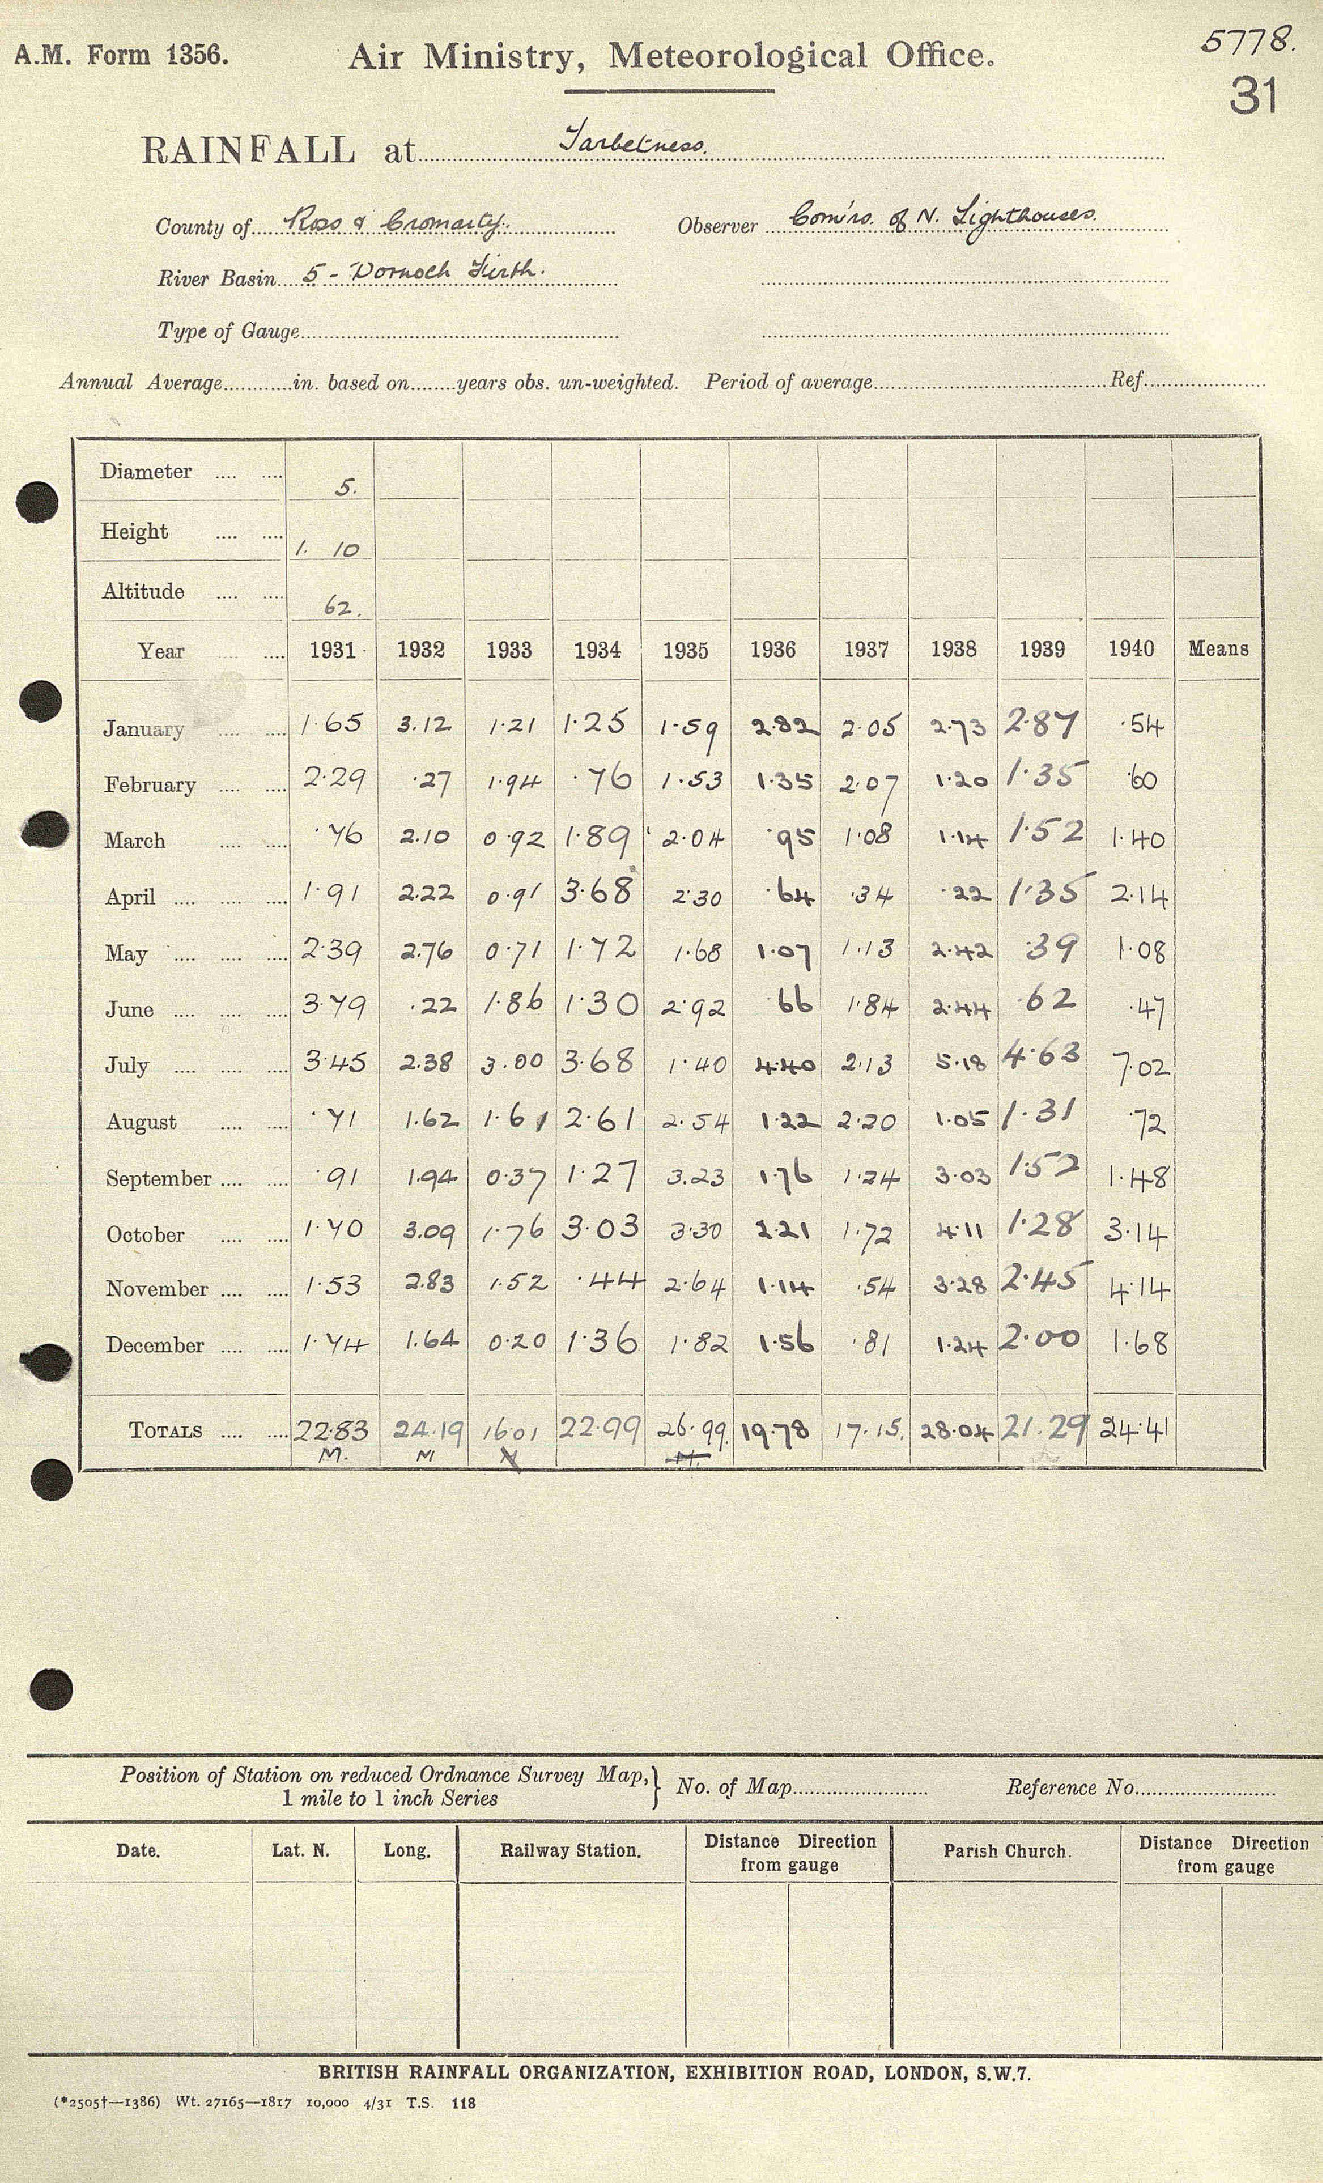 A.M. Form 1356. Air Ministry, Meteorological Office. 5778.
31
RAINFALL at Tarbetness.
County of Ross & Cromarty. Observer Com'rs. of N. Lighthouses.
River Basin 5 - Dornoch Firth.
Type of Gauge
Annual Average in. based on years obs. un-weighted. Period of average Ref
Diameter 5.
Height 1. 10
Altitude 62.
Year 1931 1932 1933 1934 1935 1936 1937 1938 1939 1940 Means
January 1.65 3.12 1.21 1.25 1.59 2.82 2.05 2.73 2.87 .54
February 2.29 .27 1.94 .76 1.53 1.35 2.07 1.20 1.35 .60
March .76 2.10 0.92 1.89 2.04 .95 1.08 1.14 1.52 1.40
April 1.91 2.22 0.91 3.68 2.30 .64 .34 .22 1.35 2.14
May 2.39 2.76 0.71 1.72 1.68 1.07 1.13 2.42 .39 1.08
June 3.79 .22 1.86 1.30 2.92 .66 1.84 2.44 .62 .47
July 3.45 2.38 3.00 3.68 1.40 4.40 2.13 5.18 4.63 7.02
August .71 1.62 1.61 2.61 2.54 1.22 2.20 1.05 1.31 .72
September .91 1.94 0.37 1.27 3.23 1.76 1.24 3.03 1.52 1.48
October 1.70 3.09 1.76 3.03 3.30 2.21 1.72 4.11 1.28 3.14
November 1.53 2.83 1.52 .44 2.64 1.14 .54 3.28 2.45 4.14
December 1.74 1.64 0.20 1.36 1.82 1.56 .81 1.24 2.00 1.68
TOTALS 22.83 24.19 16.01 22.99 26.99. 19.78 17.15. 28.04 21.29 24.41
M. M M.
Position of Station on reduced Ordnance Survey Map, } No. of Map Reference No.
1 mile to 1 inch Series
Date. Lat. N. Long. Railway Station. Distance Direction Parish Church. Distance Direction
from gauge from gauge
BRITISH RAINFALL ORGANIZATION, EXHIBITION ROAD, LONDON, S.W.7.
(*2505†—1386) Wt. 27165—1817 10,000 4/31 T.S. 118